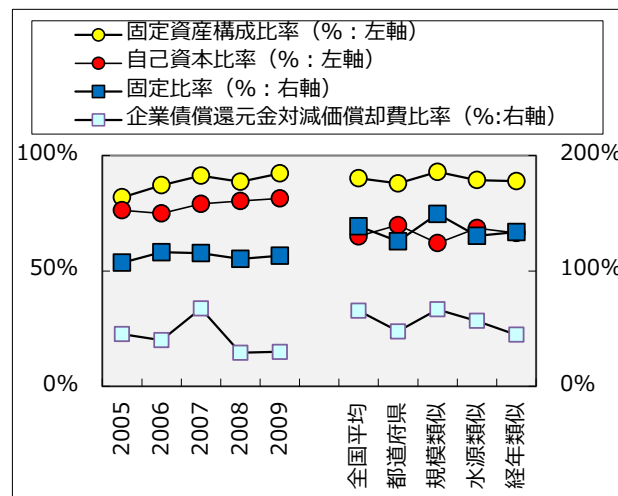 固定資産構成比率（%：左軸）
自己資本比率（%：左軸）
固定比率（%：右軸）
企業債償還元金対減価償却費比率（%:右軸）
100%
50%
0%
200%
100%
0%
2005
2006
2007
2008
2009
全国平均
都道府県
規模類似
水源類似
経年類似